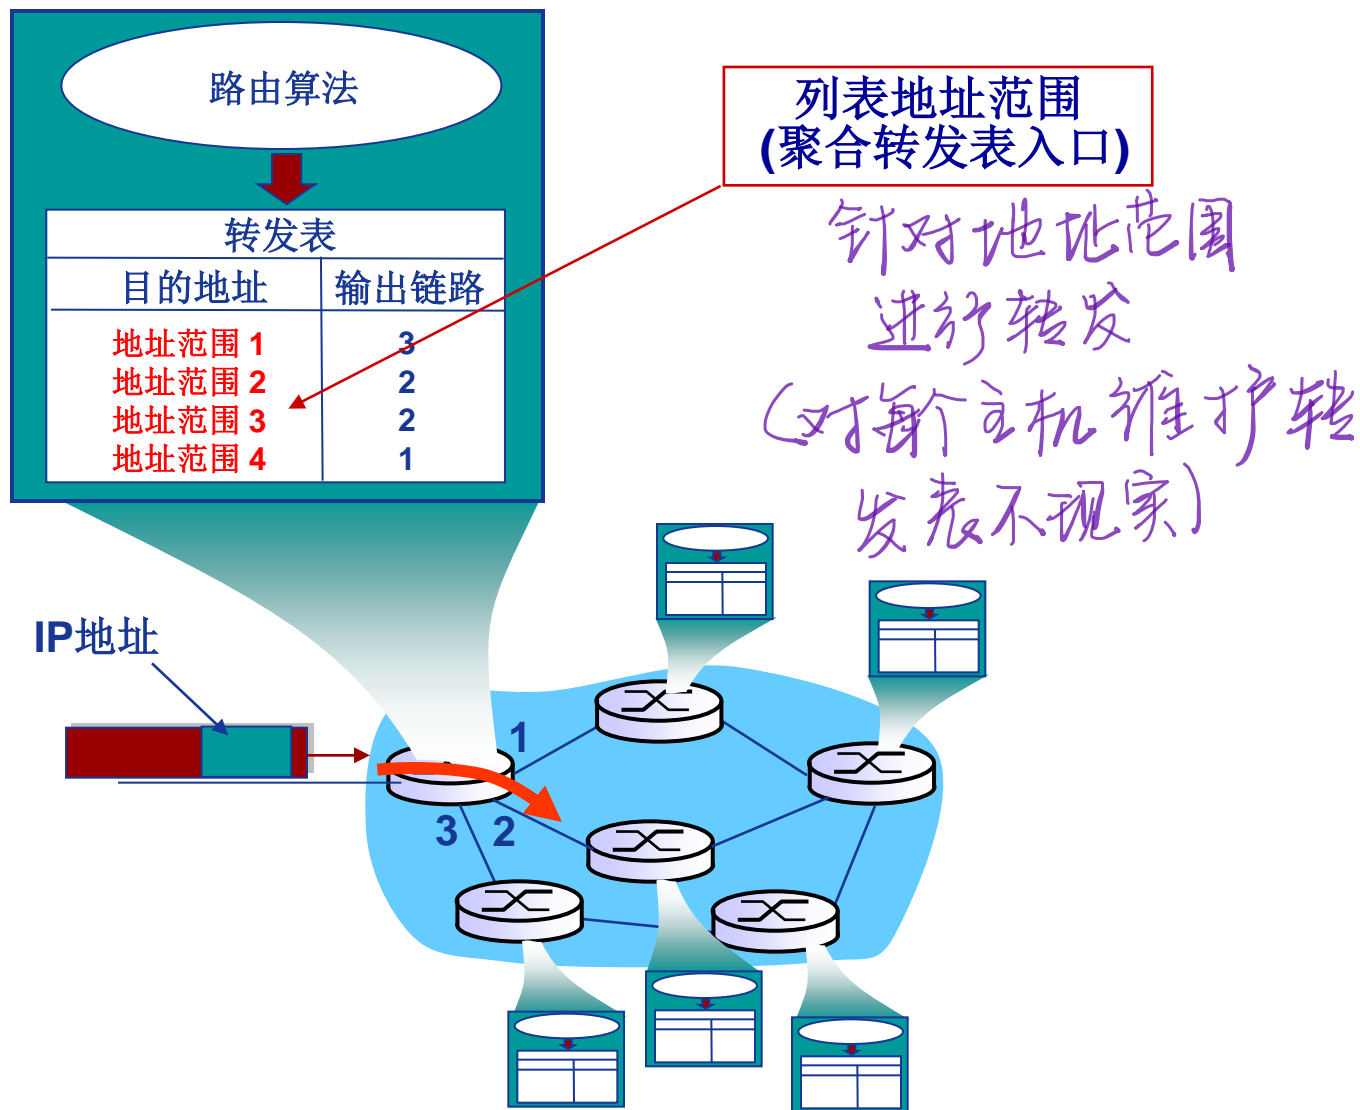 路由算法
转发表
目的地址 输出链路
地址范围 1 3
地址范围 2 2
地址范围 3 2
地址范围 4 1
列表地址范围
(聚合转发表入口)
针对地址范围
进行转发
(对每个主机维护转
发表不现实)
IP地址
1
3 2